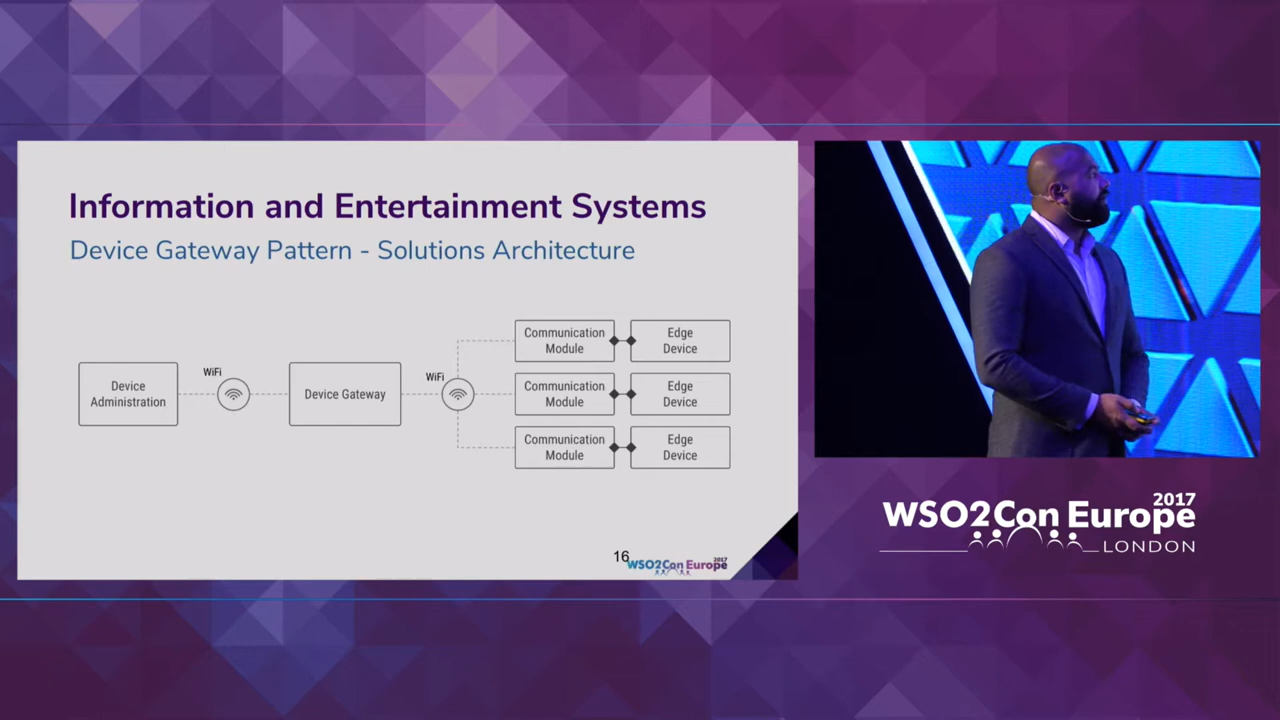 Information and Entertainment Systems
Device Gateway Pattern - Solutions Architecture
Device
Administration
WiFi
Device Gateway
WiFi
Communication
Module
Edge
Device
Communication
Module
Edge
Device
Communication
Module
Edge
Device
16
WSO2Con Europe 2017
2017
WSO2Con Europe
LONDON